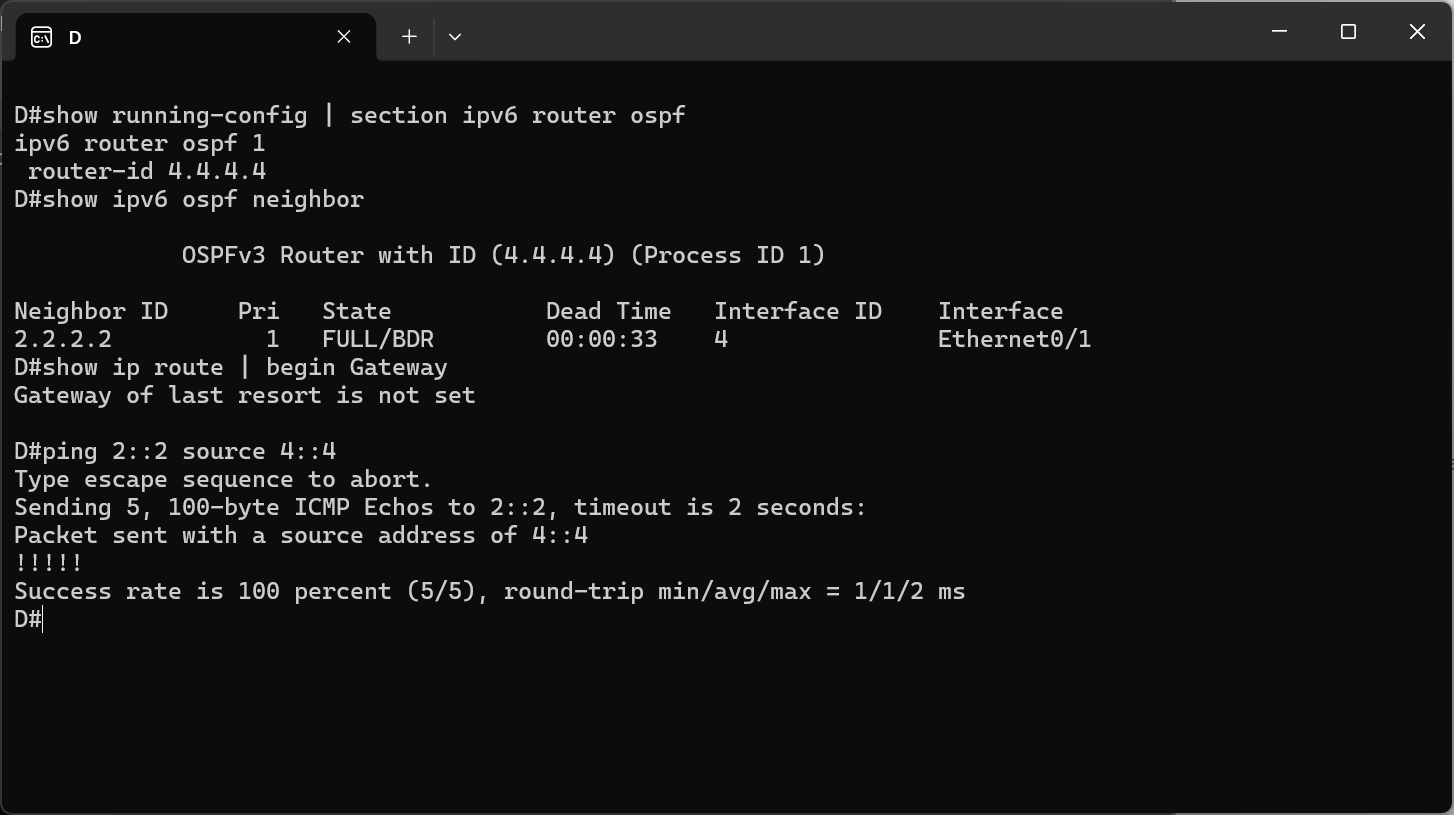 D
D#show running-config | section ipv6 router ospf
ipv6 router ospf 1
 router-id 4.4.4.4
D#show ipv6 ospf neighbor
            OSPFv3 Router with ID (4.4.4.4) (Process ID 1)
Neighbor ID     Pri   State           Dead Time   Interface ID    Interface
2.2.2.2           1   FULL/BDR        00:00:33    4               Ethernet0/1
D#show ip route | begin Gateway
Gateway of last resort is not set
D#ping 2::2 source 4::4
Type escape sequence to abort.
Sending 5, 100-byte ICMP Echos to 2::2, timeout is 2 seconds:
Packet sent with a source address of 4::4
!!!!!
Success rate is 100 percent (5/5), round-trip min/avg/max = 1/1/2 ms
D#